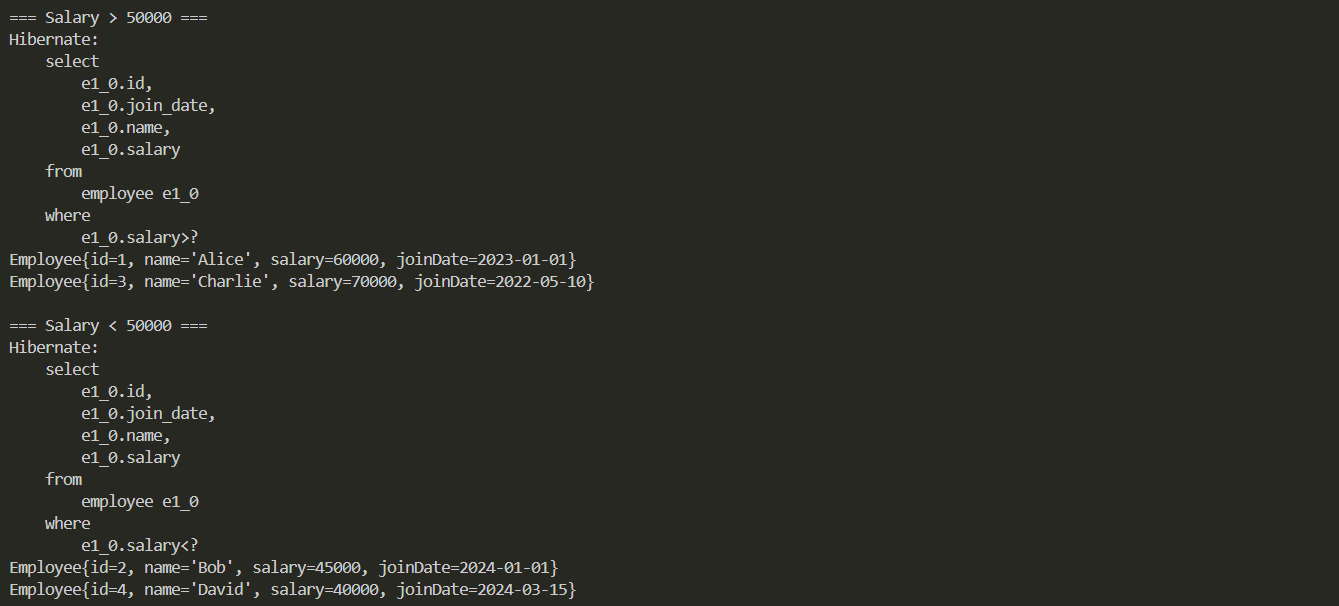 === Salary > 50000 ===
Hibernate:
    select
        e1_0.id,
        e1_0.join_date,
        e1_0.name,
        e1_0.salary
    from
        employee e1_0
    where
        e1_0.salary>?
Employee{id=1, name='Alice', salary=60000, joinDate=2023-01-01}
Employee{id=3, name='Charlie', salary=70000, joinDate=2022-05-10}

=== Salary < 50000 ===
Hibernate:
    select
        e1_0.id,
        e1_0.join_date,
        e1_0.name,
        e1_0.salary
    from
        employee e1_0
    where
        e1_0.salary<?
Employee{id=2, name='Bob', salary=45000, joinDate=2024-01-01}
Employee{id=4, name='David', salary=40000, joinDate=2024-03-15}